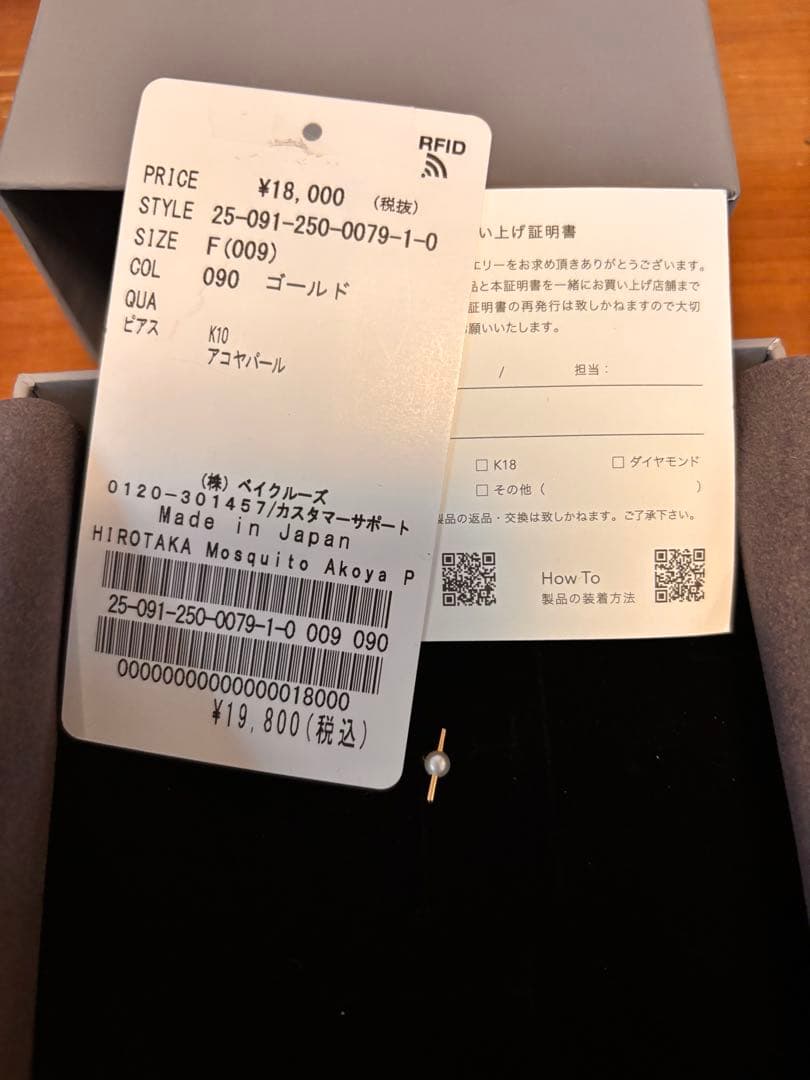 RFID
PRICE ¥18,000 (税抜)
STYLE 25-091-250-0079-1-0
SIZE F(009)
COL 090 ゴールド
QUA
ピアス K10
アコヤパール
(株) ベイクルーズ
0120-301457/カスタマーサポート
Made in Japan
HIROTAKA Mosquito Akoya P
25-091-250-0079-1-0 009 090
00000000000000018000
¥19,800(税込)
い上げ証明書
エリーをお求め頂きありがとうございます。
品と本証明書を一緒にお買い上げ店舗まで
証明書の再発行は致しかねますので大切
願いいたします。
/ 担当：
□ K18 □ ダイヤモンド
□ その他（ ）
製品の返品・交換は致しかねます。ご了承下さい。
How To
製品の装着方法